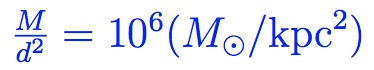 M/d² = 10⁶(M⊙/kpc²)